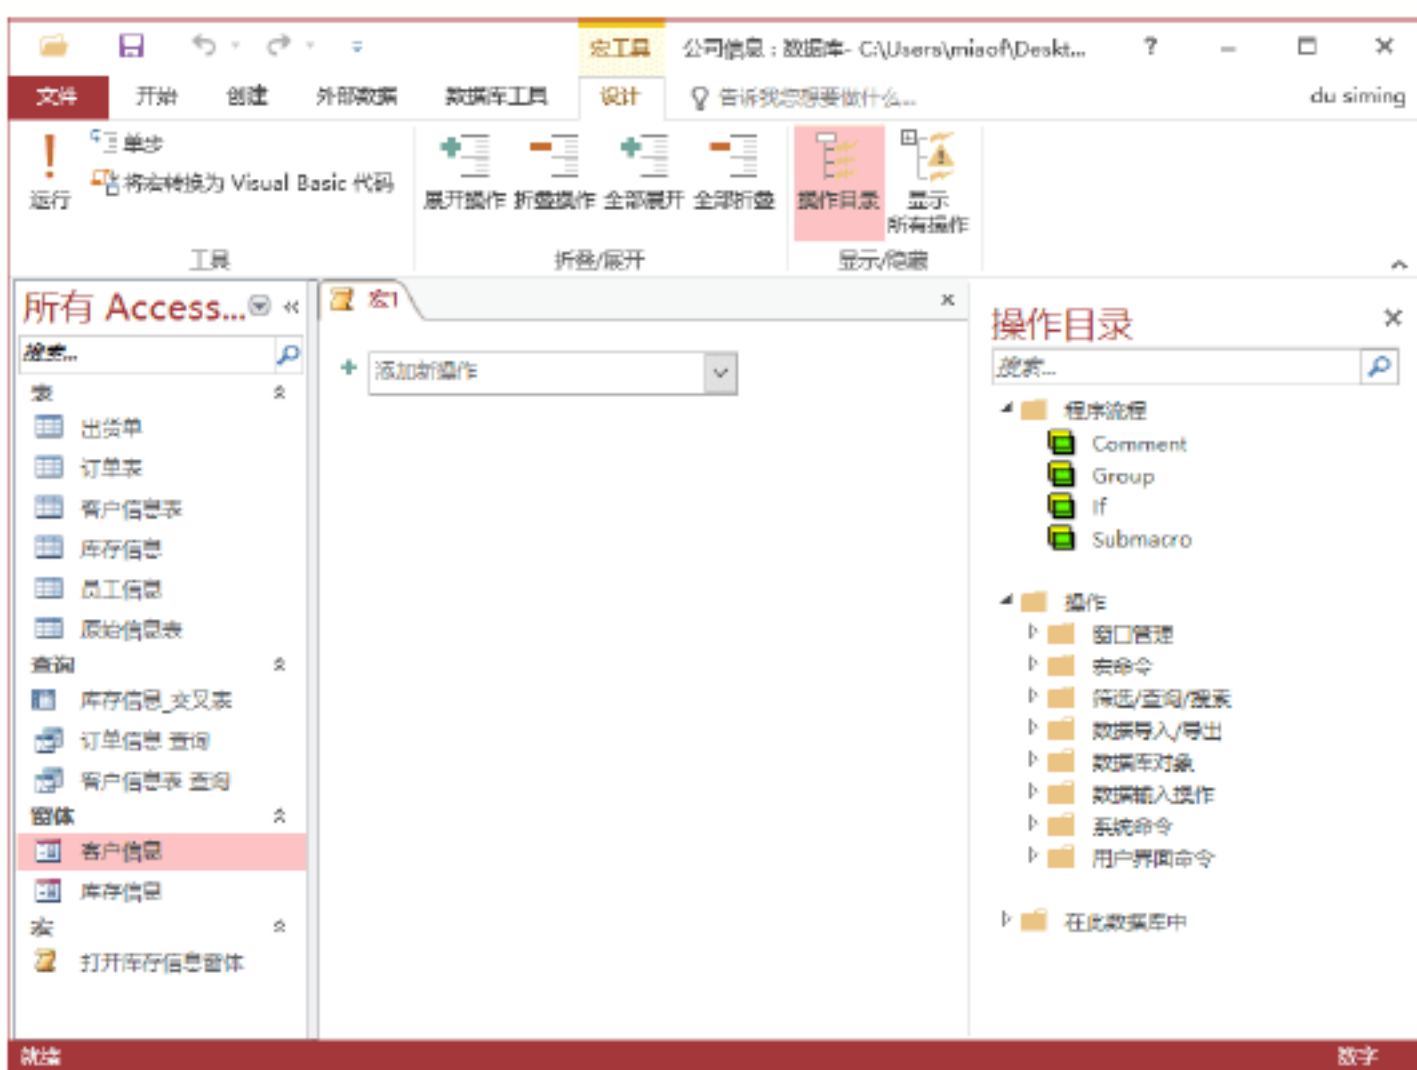 宏工具 公司信息：数据库- C:\Users\miaof\Deskt... ?
文件 开始 创建 外部数据 数据库工具 设计 告诉我您想要做什么... du siming
运行
单步
将宏转换为 Visual Basic 代码
工具
展开操作 折叠操作 全部展开 全部折叠
折叠/展开
操作目录 显示
所有操作
显示/隐藏
所有 Access...
搜索...
表
出货单
订单表
客户信息表
库存信息
员工信息
原始信息表
查询
库存信息_交叉表
订单信息 查询
客户信息表 查询
窗体
客户信息
库存信息
宏
打开库存信息窗体
宏1
添加新操作
操作目录
搜索...
程序流程
Comment
Group
If
Submacro
操作
窗口管理
宏命令
筛选/查询/搜索
数据导入/导出
数据库对象
数据输入操作
系统命令
用户界面命令
在此数据库中
就绪 数字